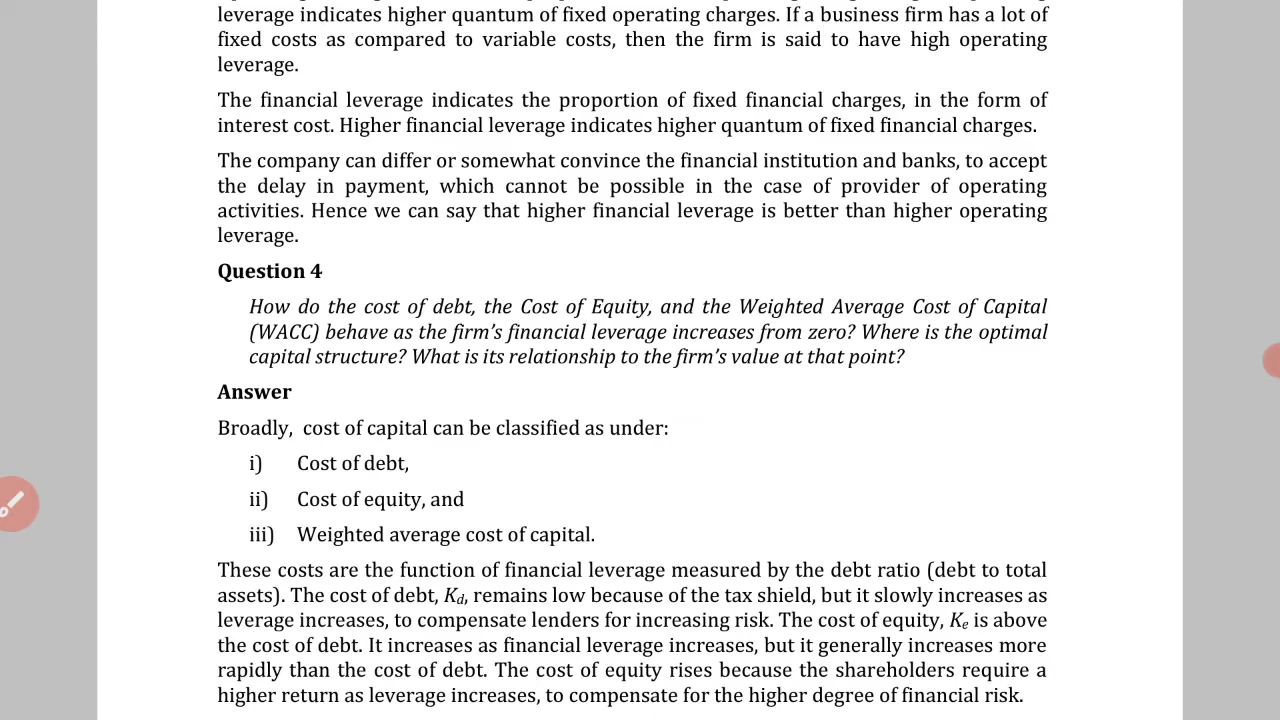 leverage indicates higher quantum of fixed operating charges. If a business firm has a lot of
fixed costs as compared to variable costs, then the firm is said to have high operating
leverage.
The financial leverage indicates the proportion of fixed financial charges, in the form of
interest cost. Higher financial leverage indicates higher quantum of fixed financial charges.
The company can differ or somewhat convince the financial institution and banks, to accept
the delay in payment, which cannot be possible in the case of provider of operating
activities. Hence we can say that higher financial leverage is better than higher operating
leverage.
Question 4
How do the cost of debt, the Cost of Equity, and the Weighted Average Cost of Capital
(WACC) behave as the firm's financial leverage increases from zero? Where is the optimal
capital structure? What is its relationship to the firm's value at that point?
Answer
Broadly, cost of capital can be classified as under:
i) Cost of debt,
ii) Cost of equity, and
iii) Weighted average cost of capital.
These costs are the function of financial leverage measured by the debt ratio (debt to total
assets). The cost of debt, Kd, remains low because of the tax shield, but it slowly increases as
leverage increases, to compensate lenders for increasing risk. The cost of equity, Ke is above
the cost of debt. It increases as financial leverage increases, but it generally increases more
rapidly than the cost of debt. The cost of equity rises because the shareholders require a
higher return as leverage increases, to compensate for the higher degree of financial risk.